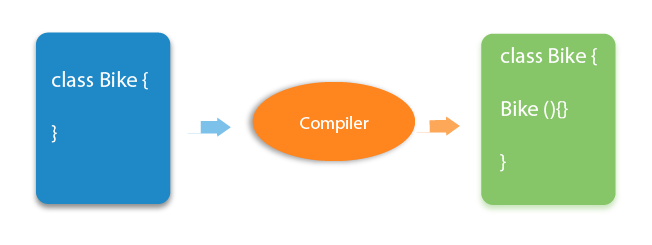 class Bike {
}
Compiler
class Bike {
Bike (){}
}